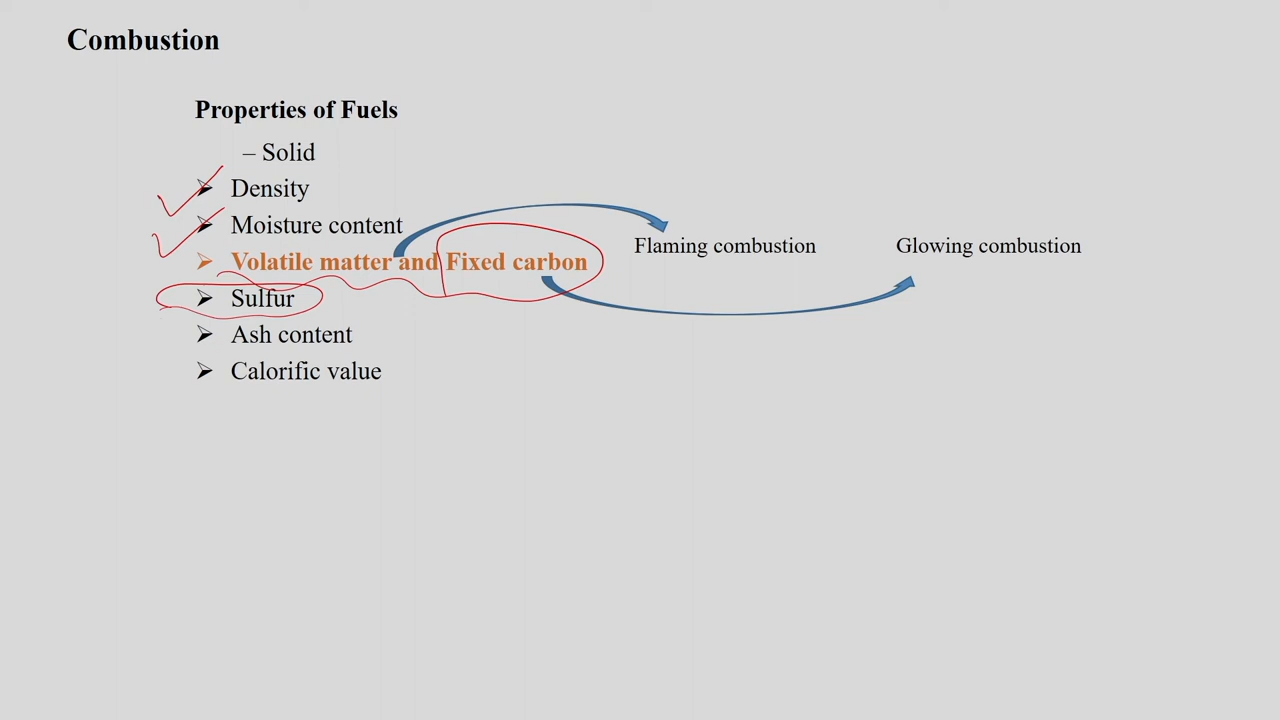 Combustion
Properties of Fuels
– Solid
➢ Density
➢ Moisture content
➢ Volatile matter and Fixed carbon
Flaming combustion
Glowing combustion
➢ Sulfur
➢ Ash content
➢ Calorific value